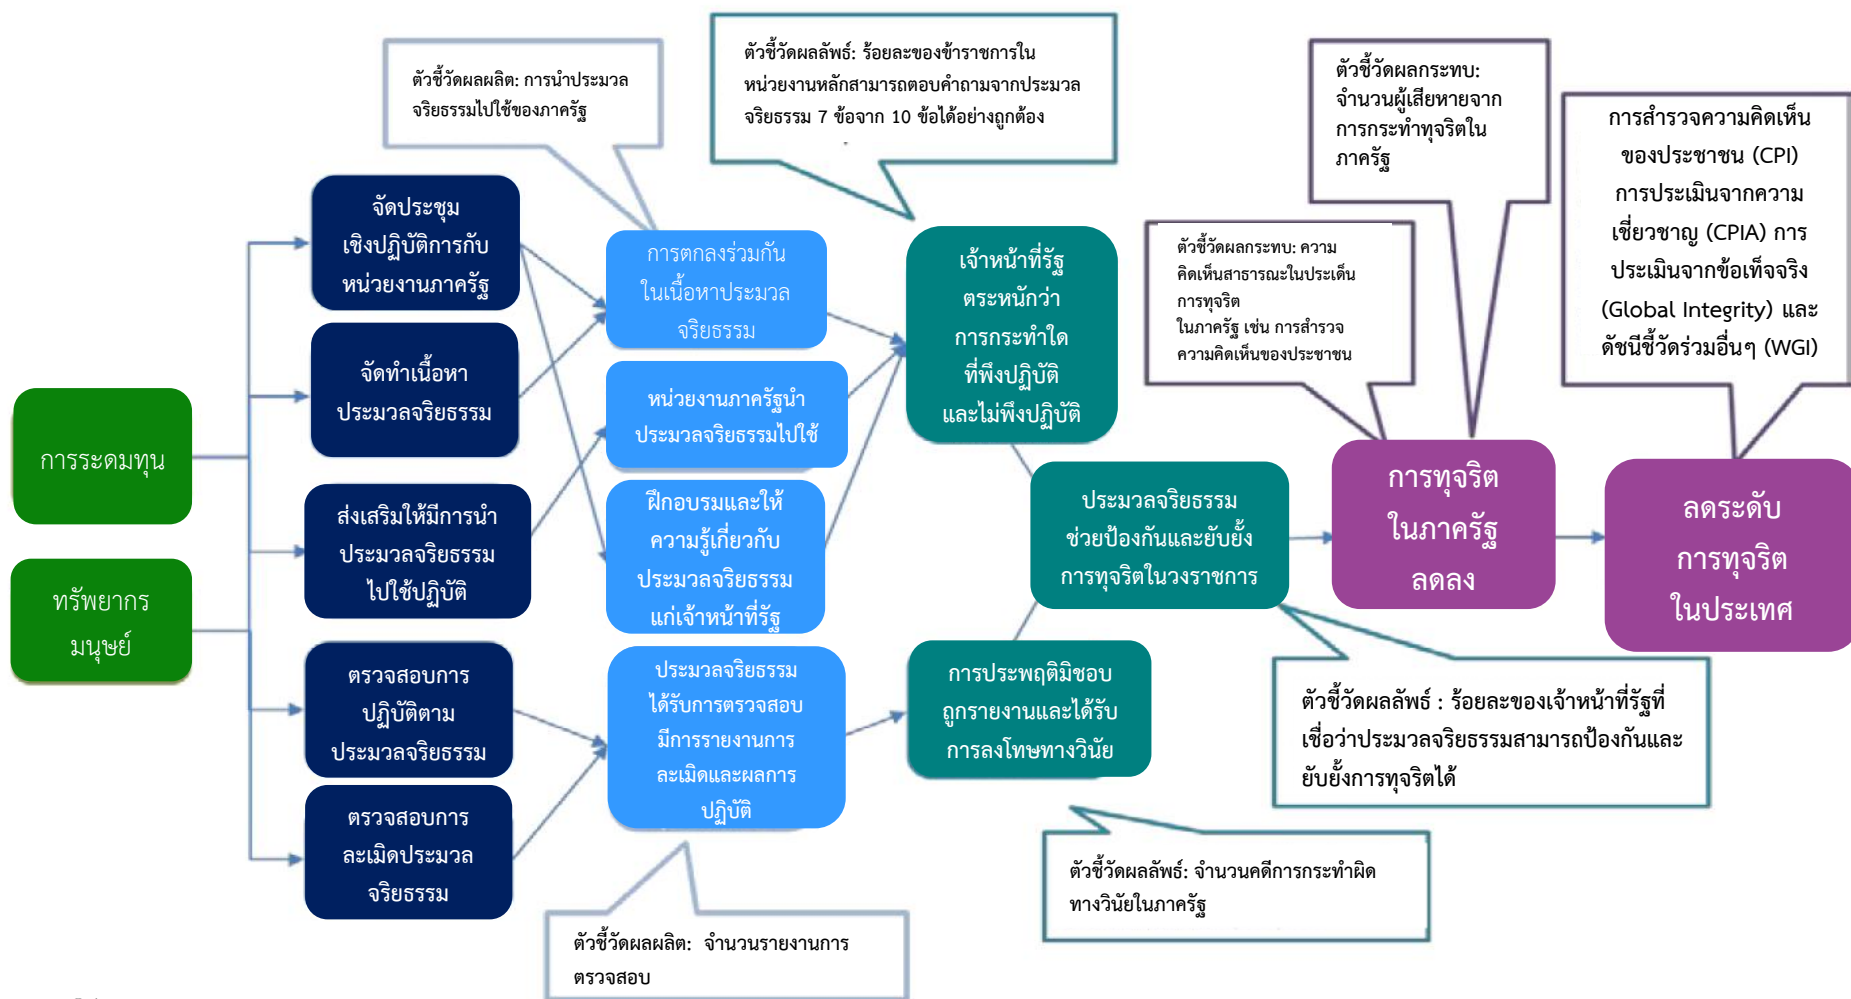 ตัวชี้วัดผลผลิต: การนำประมวล
จริยธรรมไปใช้ของภาครัฐ
ตัวชี้วัดผลลัพธ์: ร้อยละของข้าราชการใน
หน่วยงานหลักสามารถตอบคำถามจากประมวล
จริยธรรม 7 ข้อจาก 10 ข้อได้อย่างถูกต้อง
ตัวชี้วัดผลกระทบ:
จำนวนผู้เสียหายจาก
การกระทำทุจริตใน
ภาครัฐ
การสำรวจความคิดเห็น
ของประชาชน (CPI)
การประเมินจากความ
เชี่ยวชาญ (CPIA) การ
ประเมินจากข้อเท็จจริง
(Global Integrity) และ
ดัชนีชี้วัดร่วมอื่นๆ (WGI)
ตัวชี้วัดผลกระทบ: ความ
คิดเห็นสาธารณะในประเด็น
การทุจริต
ในภาครัฐ เช่น การสำรวจ
ความคิดเห็นของประชาชน
การระดมทุน
ทรัพยากร
มนุษย์
จัดประชุม
เชิงปฏิบัติการกับ
หน่วยงานภาครัฐ
จัดทำเนื้อหา
ประมวลจริยธรรม
ส่งเสริมให้มีการนำ
ประมวลจริยธรรม
ไปใช้ปฏิบัติ
ตรวจสอบการ
ปฏิบัติตาม
ประมวลจริยธรรม
ตรวจสอบการ
ละเมิดประมวล
จริยธรรม
การตกลงร่วมกัน
ในเนื้อหาประมวล
จริยธรรม
หน่วยงานภาครัฐนำ
ประมวลจริยธรรมไปใช้
ฝึกอบรมและให้
ความรู้เกี่ยวกับ
ประมวลจริยธรรม
แก่เจ้าหน้าที่รัฐ
ประมวลจริยธรรม
ได้รับการตรวจสอบ
มีการรายงานการ
ละเมิดและผลการ
ปฏิบัติ
เจ้าหน้าที่รัฐ
ตระหนักว่า
การกระทำใด
ที่พึงปฏิบัติ
และไม่พึงปฏิบัติ
ประมวลจริยธรรม
ช่วยป้องกันและยับยั้ง
การทุจริตในวงราชการ
การประพฤติมิชอบ
ถูกรายงานและได้รับ
การลงโทษทางวินัย
การทุจริต
ในภาครัฐ
ลดลง
ลดระดับ
การทุจริต
ในประเทศ
ตัวชี้วัดผลลัพธ์ : ร้อยละของเจ้าหน้าที่รัฐที่
เชื่อว่าประมวลจริยธรรมสามารถป้องกันและ
ยับยั้งการทุจริตได้
ตัวชี้วัดผลลัพธ์: จำนวนคดีการกระทำผิด
ทางวินัยในภาครัฐ
ตัวชี้วัดผลผลิต: จำนวนรายงานการ
ตรวจสอบ